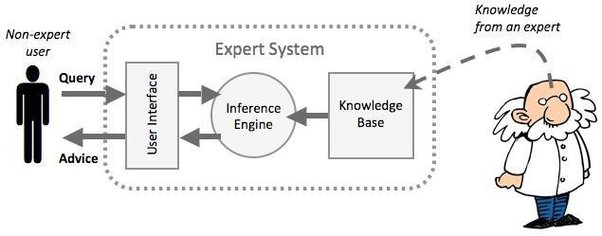 Non-expert
user
Expert System
Knowledge
from an expert
Query
Advice
User Interface
Inference
Engine
Knowledge
Base